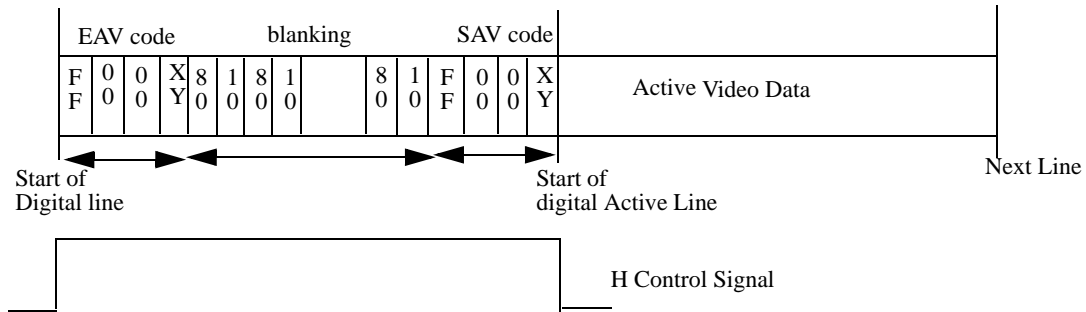 EAV code blanking SAV code
F 0 0 X 8 1 8 1 8 1 F 0 0 X
F 0 0 Y 0 0 0 0 0 0 F 0 0 Y
Active Video Data
Start of
Digital line
Start of
digital Active Line
Next Line
H Control Signal